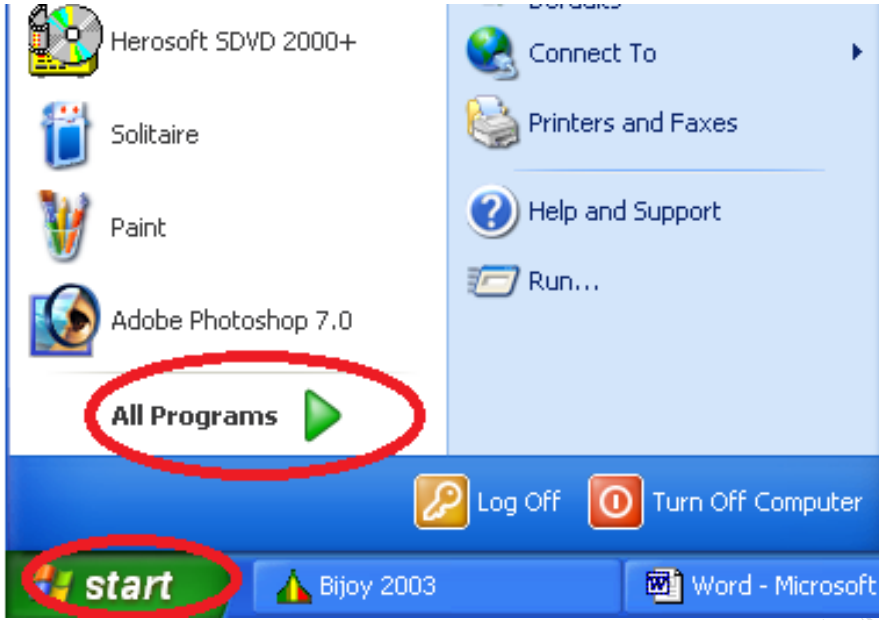 Herosoft SDVD 2000+
Solitaire
Paint
Adobe Photoshop 7.0
All Programs
Connect To
Printers and Faxes
Help and Support
Run...
Log Off
Turn Off Computer
start
Bijoy 2003
Word - Microsoft